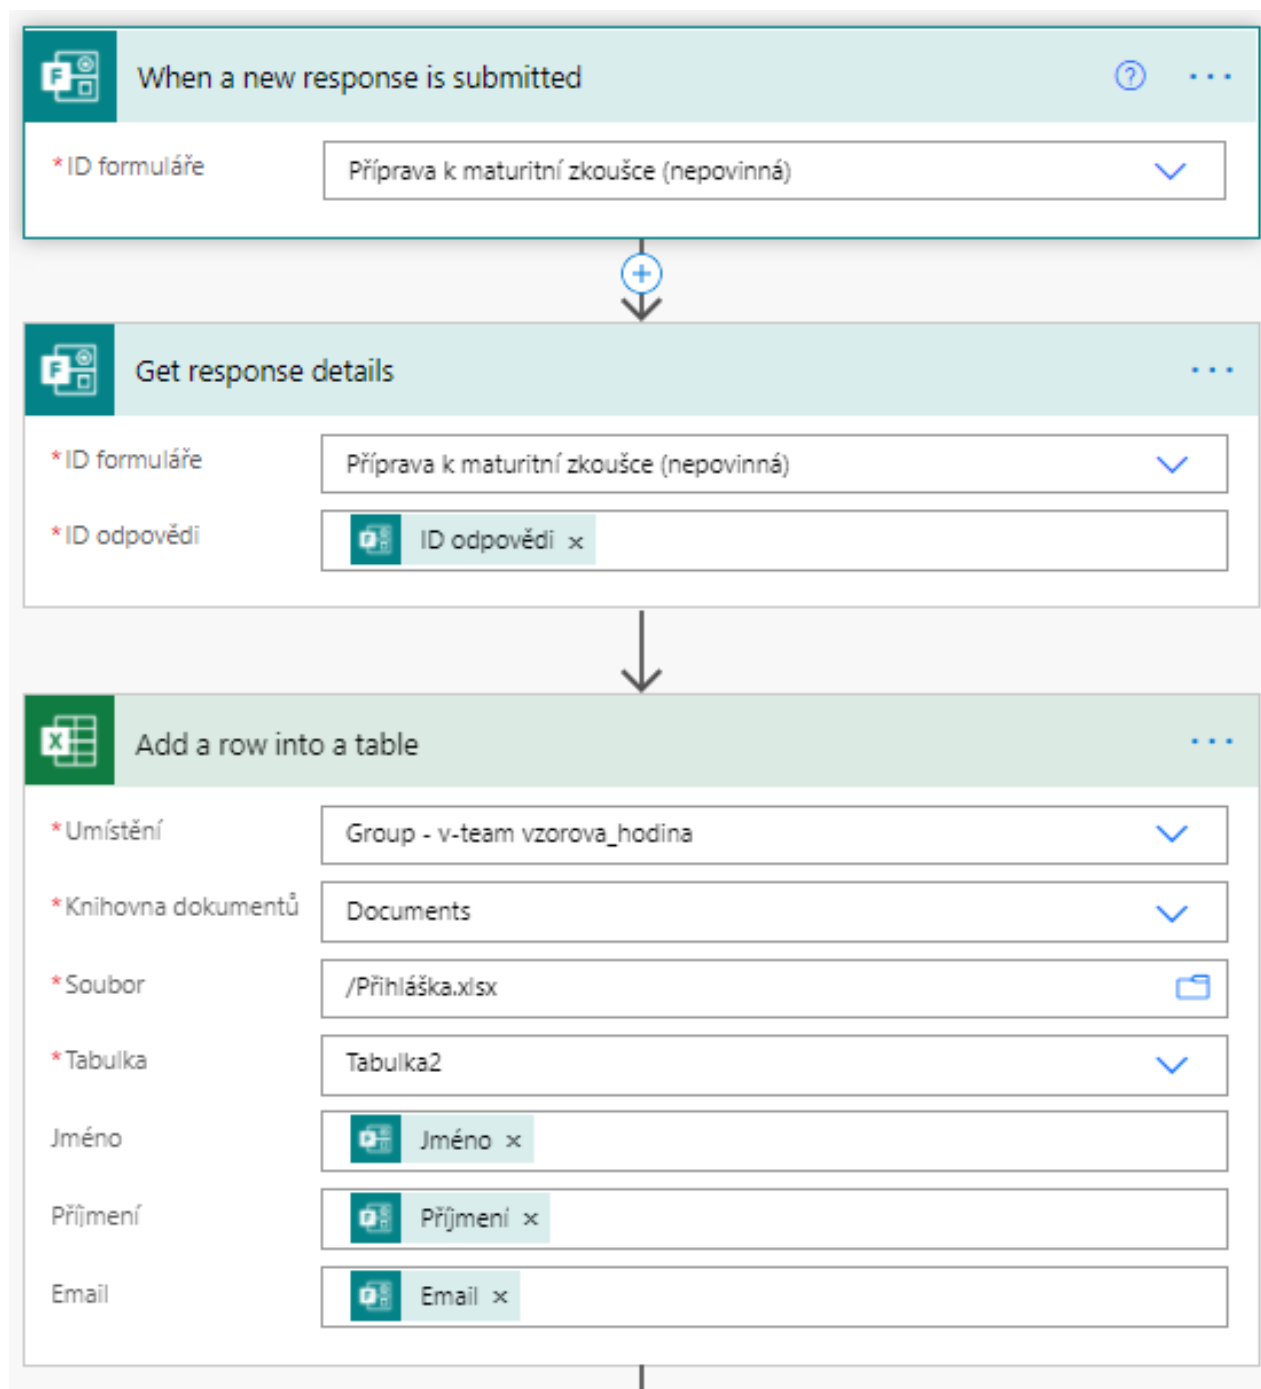 When a new response is submitted
* ID formuláře
Příprava k maturitní zkoušce (nepovinná)
Get response details
* ID formuláře
Příprava k maturitní zkoušce (nepovinná)
* ID odpovědi
ID odpovědi ×
Add a row into a table
* Umístění
Group - v-team vzorova_hodina
* Knihovna dokumentů
Documents
* Soubor
/Přihláška.xlsx
* Tabulka
Tabulka2
Jméno
Jméno ×
Příjmení
Příjmení ×
Email
Email ×